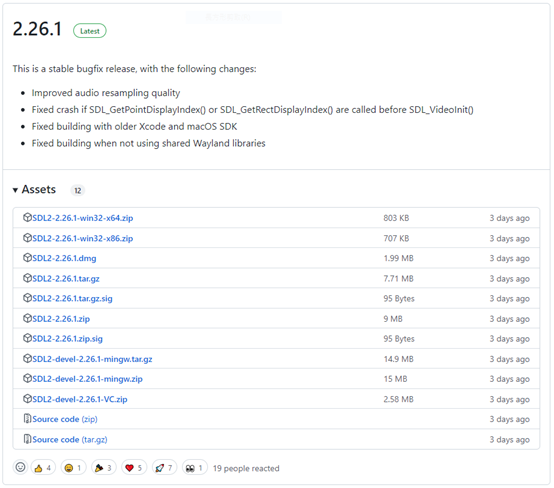 2.26.1 Latest
This is a stable bugfix release, with the following changes:
Improved audio resampling quality
Fixed crash if SDL_GetPointDisplayIndex() or SDL_GetRectDisplayIndex() are called before SDL_VideoInit()
Fixed building with older Xcode and macOS SDK
Fixed building when not using shared Wayland libraries
Assets 12
SDL2-2.26.1-win32-x64.zip 803 KB 3 days ago
SDL2-2.26.1-win32-x86.zip 707 KB 3 days ago
SDL2-2.26.1.dmg 1.99 MB 3 days ago
SDL2-2.26.1.tar.gz 7.71 MB 3 days ago
SDL2-2.26.1.tar.gz.sig 95 Bytes 3 days ago
SDL2-2.26.1.zip 9 MB 3 days ago
SDL2-2.26.1.zip.sig 95 Bytes 3 days ago
SDL2-devel-2.26.1-mingw.tar.gz 14.9 MB 3 days ago
SDL2-devel-2.26.1-mingw.zip 15 MB 3 days ago
SDL2-devel-2.26.1-VC.zip 2.58 MB 3 days ago
Source code (zip) 3 days ago
Source code (tar.gz) 3 days ago
4 1 3 5 7 1 19 people reacted